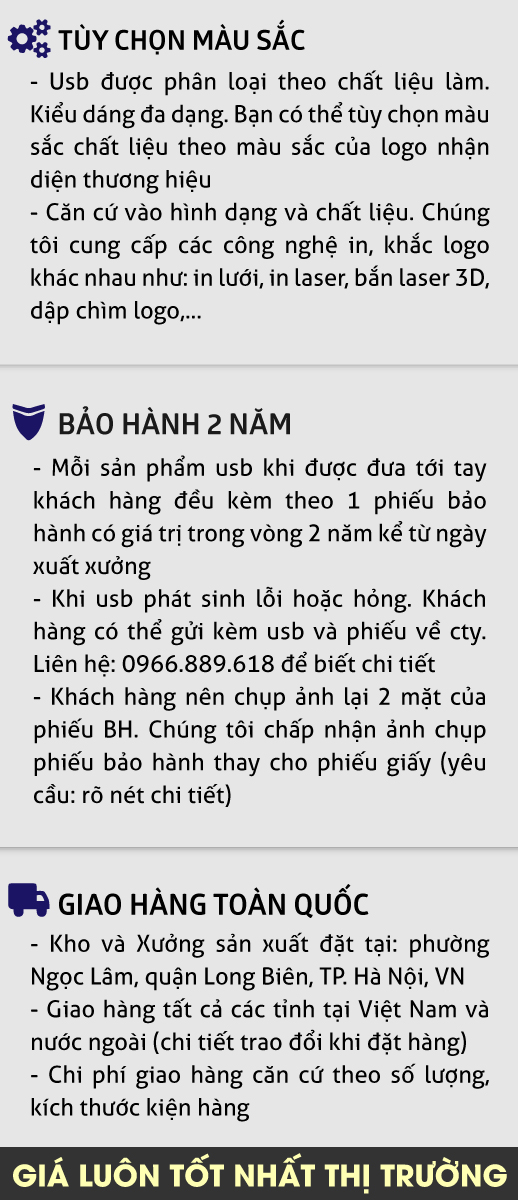 TÙY CHỌN MÀU SẮC
- Usb được phân loại theo chất liệu làm.
Kiểu dáng đa dạng. Bạn có thể tùy chọn màu
sắc chất liệu theo màu sắc của logo nhận
diện thương hiệu
- Căn cứ vào hình dạng và chất liệu. Chúng
tôi cung cấp các công nghệ in, khắc logo
khác nhau như: in lưới, in laser, bắn laser 3D,
dập chìm logo,...
BẢO HÀNH 2 NĂM
- Mỗi sản phẩm usb khi được đưa tới tay
khách hàng đều kèm theo 1 phiếu bảo
hành có giá trị trong vòng 2 năm kể từ ngày
xuất xưởng
- Khi usb phát sinh lỗi hoặc hỏng. Khách
hàng có thể gửi kèm usb và phiếu về cty.
Liên hệ: 0966.889.618 để biết chi tiết
- Khách hàng nên chụp ảnh lại 2 mặt của
phiếu BH. Chúng tôi chấp nhận ảnh chụp
phiếu bảo hành thay cho phiếu giấy (yêu
cầu: rõ nét chi tiết)
GIAO HÀNG TOÀN QUỐC
- Kho và Xưởng sản xuất đặt tại: phường
Ngọc Lâm, quận Long Biên, TP. Hà Nội, VN
- Giao hàng tất cả các tỉnh tại Việt Nam và
nước ngoài (chi tiết trao đổi khi đặt hàng)
- Chi phí giao hàng căn cứ theo số lượng,
kích thước kiện hàng
GIÁ LUÔN TỐT NHẤT THỊ TRƯỜNG